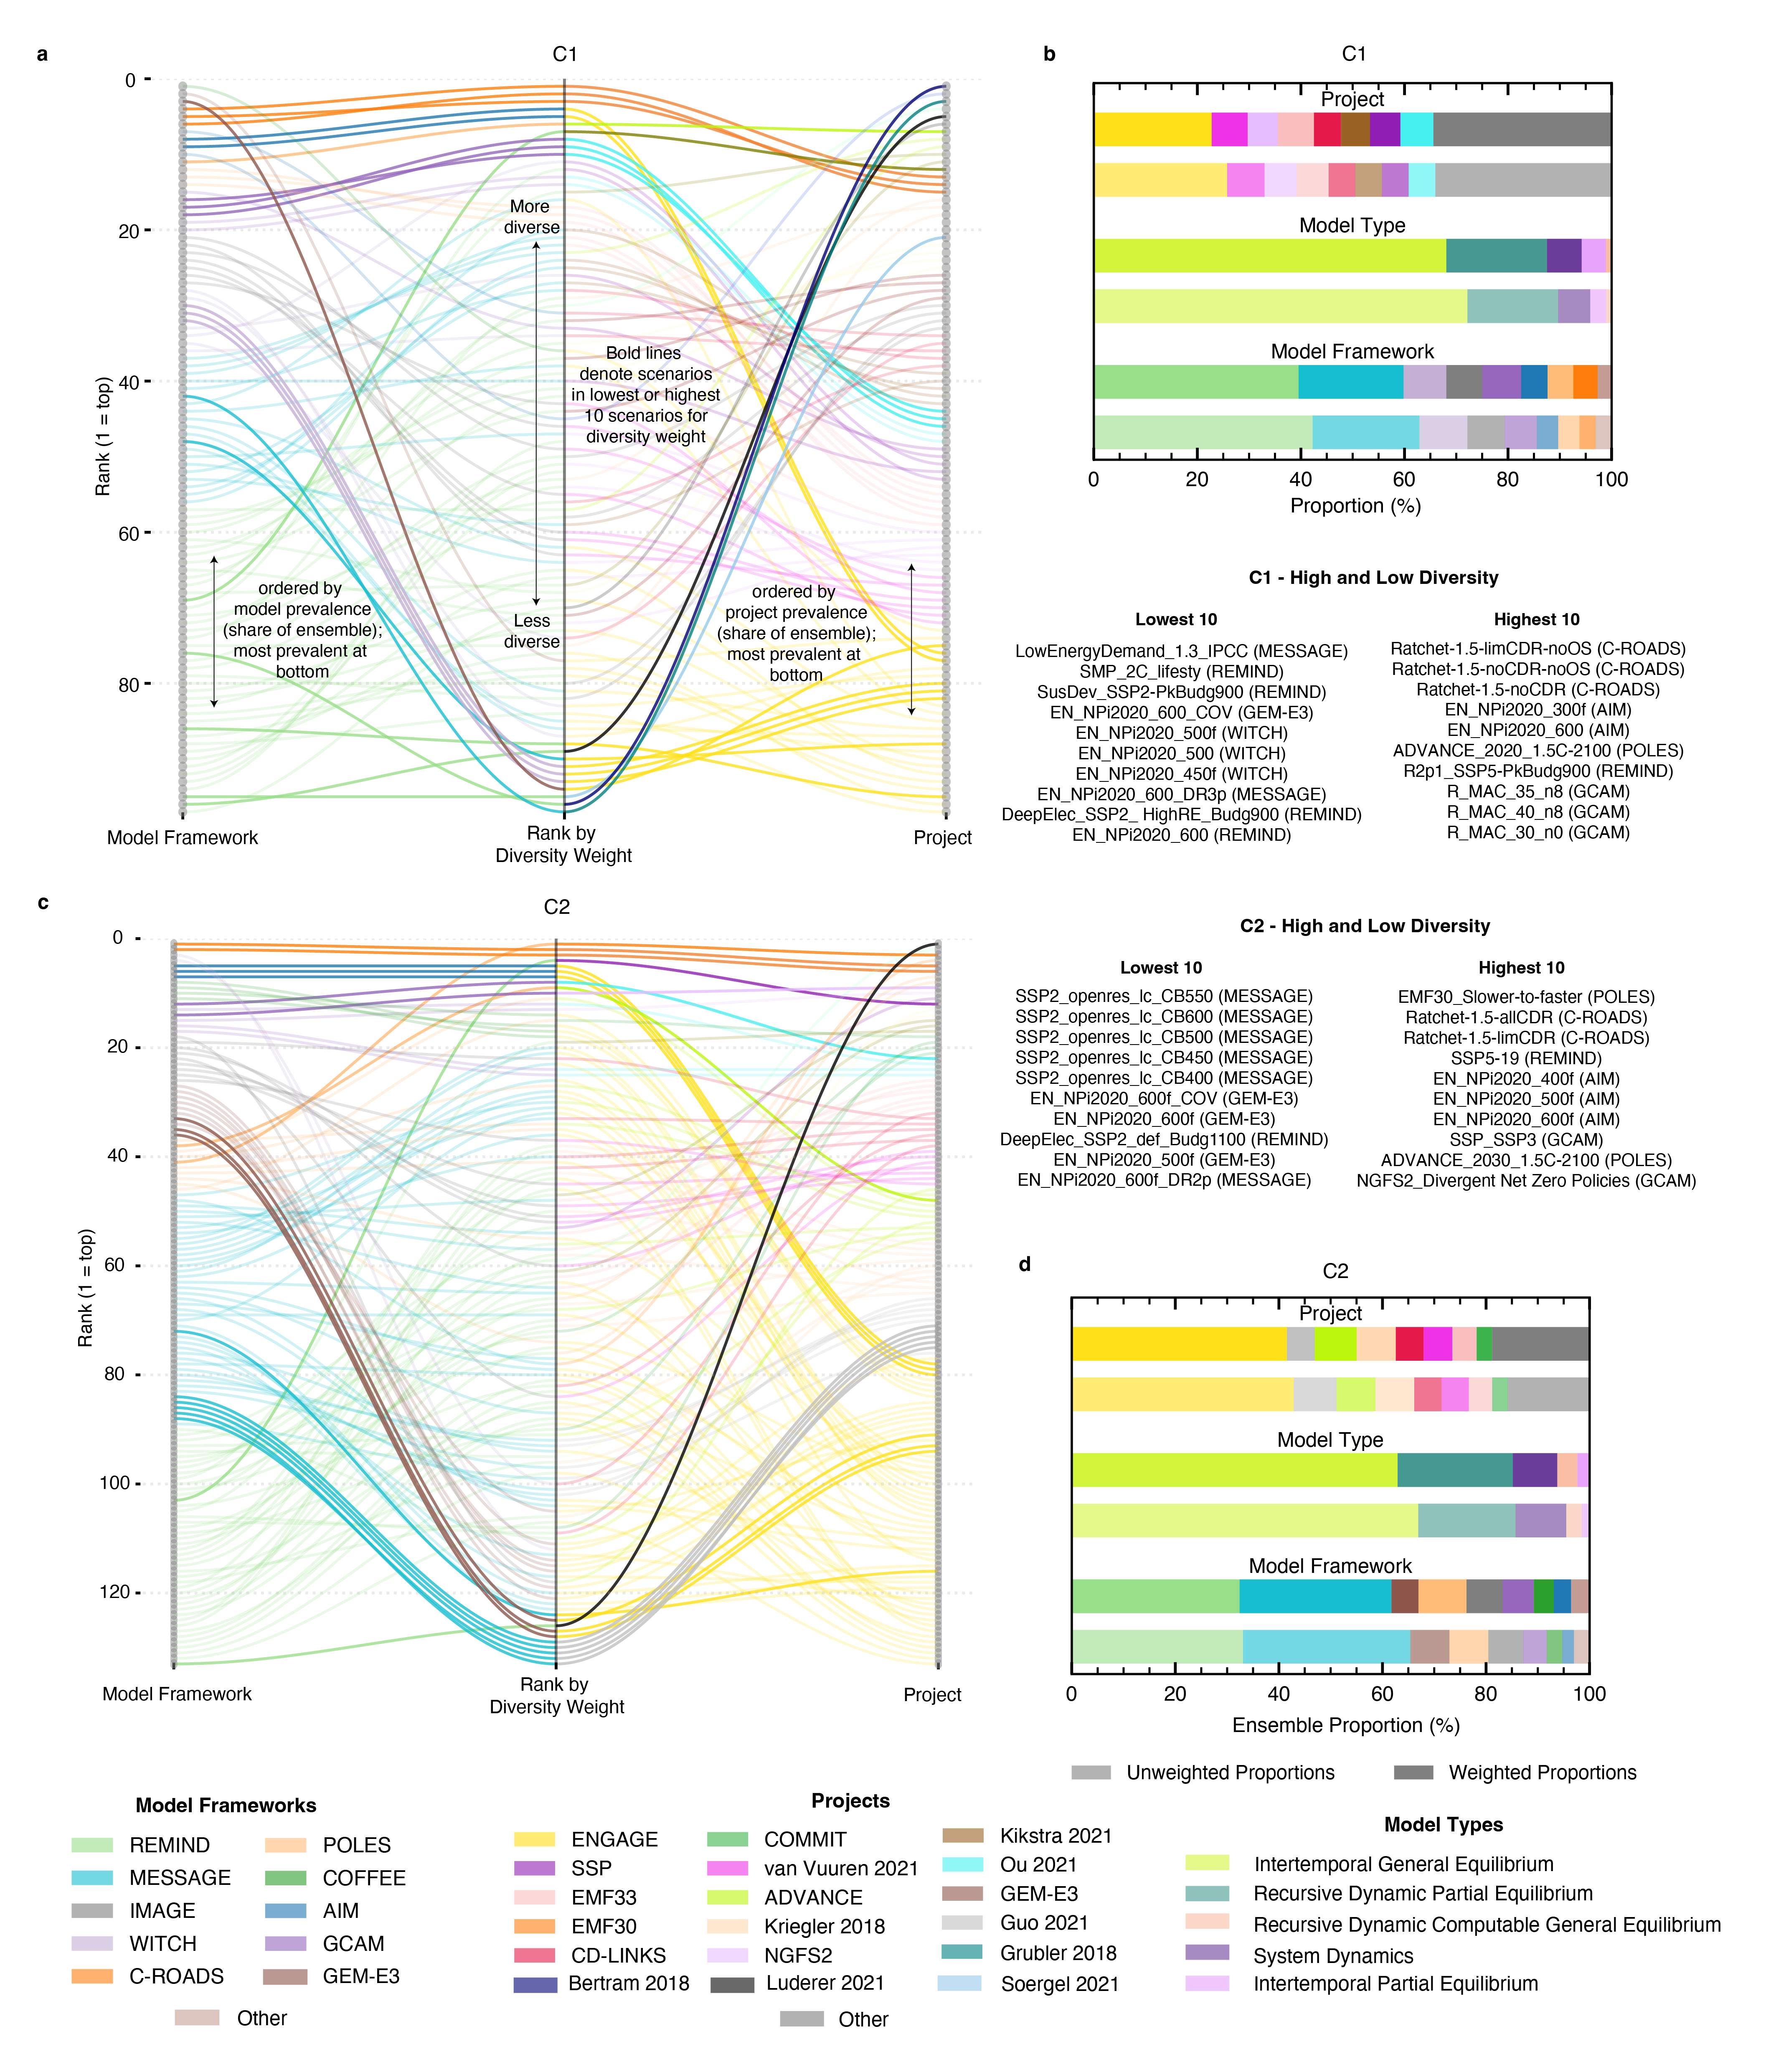 a
C1
0
20
40
60
80
Rank (1 = top)
More
diverse
Bold lines
denote scenarios
in lowest or highest
10 scenarios for
diversity weight
ordered by
model prevalence
(share of ensemble);
most prevalent at
bottom
Less
diverse
ordered by
project prevalence
(share of ensemble);
most prevalent at
bottom
Model Framework
Rank by
Diversity Weight
Project
b
C1
Project
Model Type
Model Framework
0 20 40 60 80 100
Proportion (%)
C1 - High and Low Diversity
Lowest 10
LowEnergyDemand_1.3_IPCC (MESSAGE)
SMP_2C_lifesty (REMIND)
SusDev_SSP2-PkBudg900 (REMIND)
EN_NPi2020_600_COV (GEM-E3)
EN_NPi2020_500f (WITCH)
EN_NPi2020_500 (WITCH)
EN_NPi2020_450f (WITCH)
EN_NPi2020_600_DR3p (MESSAGE)
DeepElec_SSP2_ HighRE_Budg900 (REMIND)
EN_NPi2020_600 (REMIND)
Highest 10
Ratchet-1.5-limCDR-noOS (C-ROADS)
Ratchet-1.5-noCDR-noOS (C-ROADS)
Ratchet-1.5-noCDR (C-ROADS)
EN_NPi2020_300f (AIM)
EN_NPi2020_600 (AIM)
ADVANCE_2020_1.5C-2100 (POLES)
R2p1_SSP5-PkBudg900 (REMIND)
R_MAC_35_n8 (GCAM)
R_MAC_40_n8 (GCAM)
R_MAC_30_n0 (GCAM)
c
C2
0
20
40
60
80
100
120
Rank (1 = top)
Model Framework
Rank by
Diversity Weight
Project
C2 - High and Low Diversity
Lowest 10
SSP2_openres_lc_CB550 (MESSAGE)
SSP2_openres_lc_CB600 (MESSAGE)
SSP2_openres_lc_CB500 (MESSAGE)
SSP2_openres_lc_CB450 (MESSAGE)
SSP2_openres_lc_CB400 (MESSAGE)
EN_NPi2020_600f_COV (GEM-E3)
EN_NPi2020_600f (GEM-E3)
DeepElec_SSP2_def_Budg1100 (REMIND)
EN_NPi2020_500f (GEM-E3)
EN_NPi2020_600f_DR2p (MESSAGE)
Highest 10
EMF30_Slower-to-faster (POLES)
Ratchet-1.5-allCDR (C-ROADS)
Ratchet-1.5-limCDR (C-ROADS)
SSP5-19 (REMIND)
EN_NPi2020_400f (AIM)
EN_NPi2020_500f (AIM)
EN_NPi2020_600f (AIM)
SSP_SSP3 (GCAM)
ADVANCE_2030_1.5C-2100 (POLES)
NGFS2_Divergent Net Zero Policies (GCAM)
d
C2
Project
Model Type
Model Framework
0 20 40 60 80 100
Ensemble Proportion (%)
Unweighted Proportions
Weighted Proportions
Model Frameworks
REMIND
MESSAGE
IMAGE
WITCH
C-ROADS
POLES
COFFEE
AIM
GCAM
GEM-E3
Other
Projects
ENGAGE
SSP
EMF33
EMF30
CD-LINKS
Bertram 2018
COMMIT
van Vuuren 2021
ADVANCE
Kriegler 2018
NGFS2
Luderer 2021
Kikstra 2021
Ou 2021
GEM-E3
Guo 2021
Grubler 2018
Soergel 2021
Other
Model Types
Intertemporal General Equilibrium
Recursive Dynamic Partial Equilibrium
Recursive Dynamic Computable General Equilibrium
System Dynamics
Intertemporal Partial Equilibrium